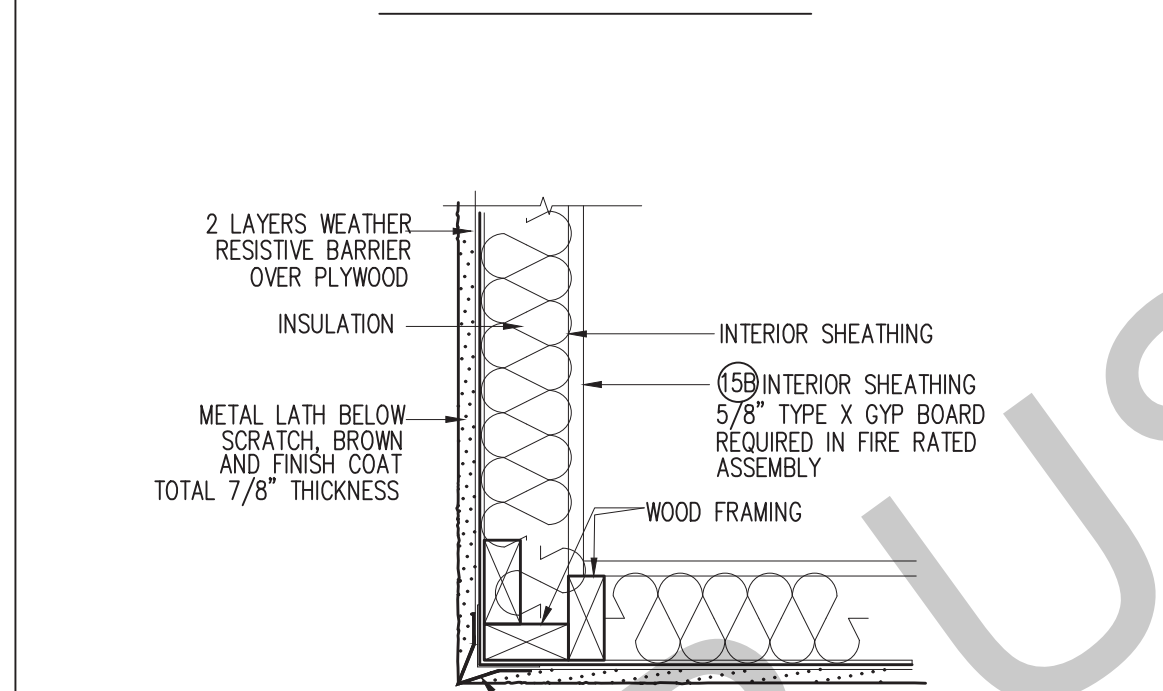 2 LAYERS WEATHER
RESISTIVE BARRIER
OVER PLYWOOD
INSULATION
METAL LATH BELOW
SCRATCH, BROWN
AND FINISH COAT
TOTAL 7/8" THICKNESS
INTERIOR SHEATHING
15B INTERIOR SHEATHING
5/8" TYPE X GYP BOARD
REQUIRED IN FIRE RATED
ASSEMBLY
WOOD FRAMING